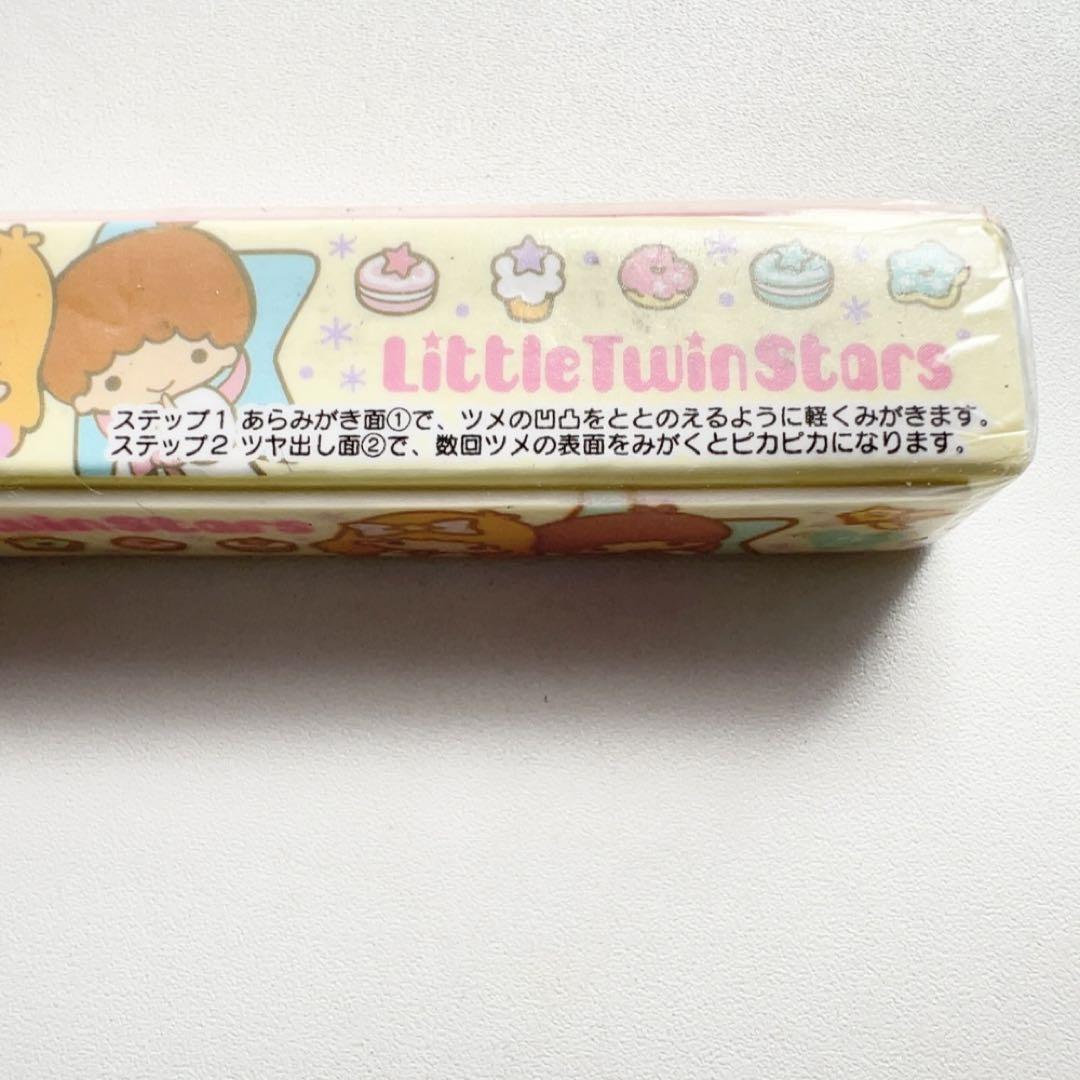 LittleTwinStars
ステップ1 あらみがき面①で、ツメの凹凸をととのえるように軽くみがきます。
ステップ2 ツヤ出し面②で、数回ツメの表面をみがくとピカピカになります。
winStars